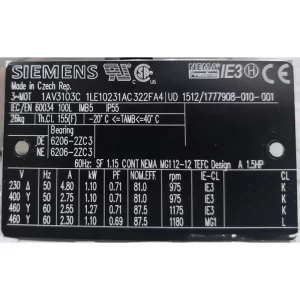 SIEMENS NEMA Premium IE3
Made in Czech Rep.
3-MOT 1AV3103C 1LE10231AC322FA4 UD 1512/1777908-010-001
IEC/EN 60034 100L IMB5 IP55
26kg Th.Cl. 155(F) -20°C<=TAMB<=40°C
Bearing
DE 6206-2ZC3
NE 6206-2ZC3
60Hz: SF 1.15 CONT NEMA MG1-12 TEFC Design A 1.5HP
V Hz A kW PF NOM.EFF rpm IE-CL CL
230 Δ 50 4.80 1.10 0.71 81.0 975 IE3 K
400 Y 50 2.75 1.10 0.71 81.0 975 IE3 K
460 Y 60 2.55 1.10 0.71 87.5 1175 IE3 K
460 Y 60 2.30 1.10 0.69 87.5 1180 MG1 L